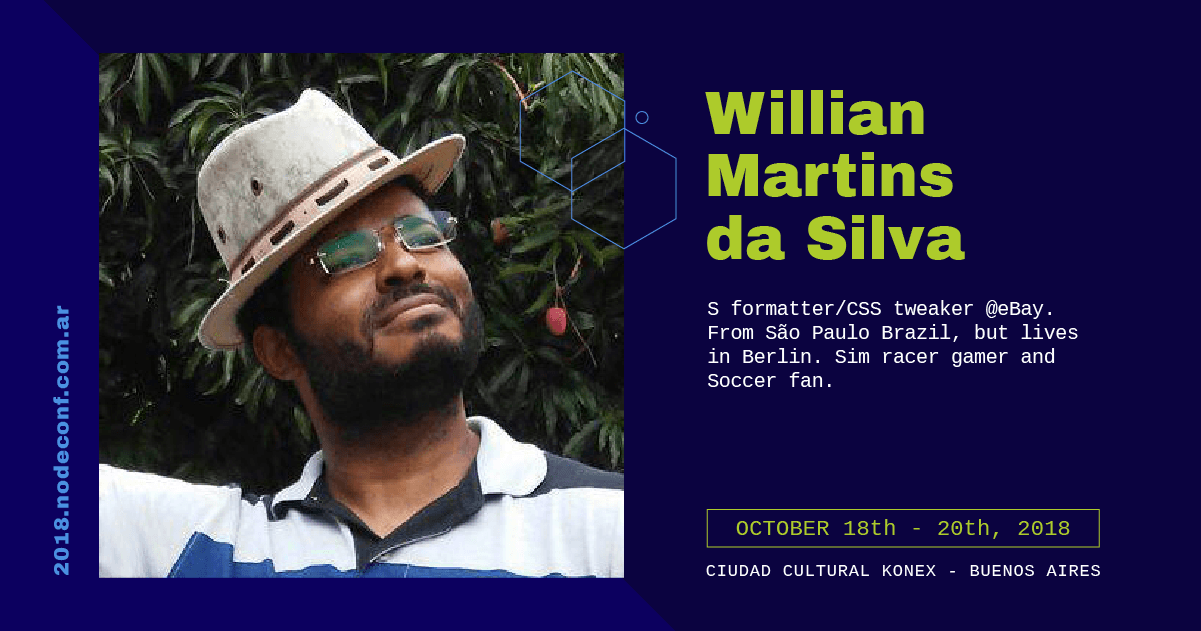 Willian
Martins
da Silva
S formatter/CSS tweaker @eBay.
From São Paulo Brazil, but lives
in Berlin. Sim racer gamer and
Soccer fan.
OCTOBER 18th - 20th, 2018
CIUDAD CULTURAL KONEX - BUENOS AIRES
2018.nodeconf.com.ar